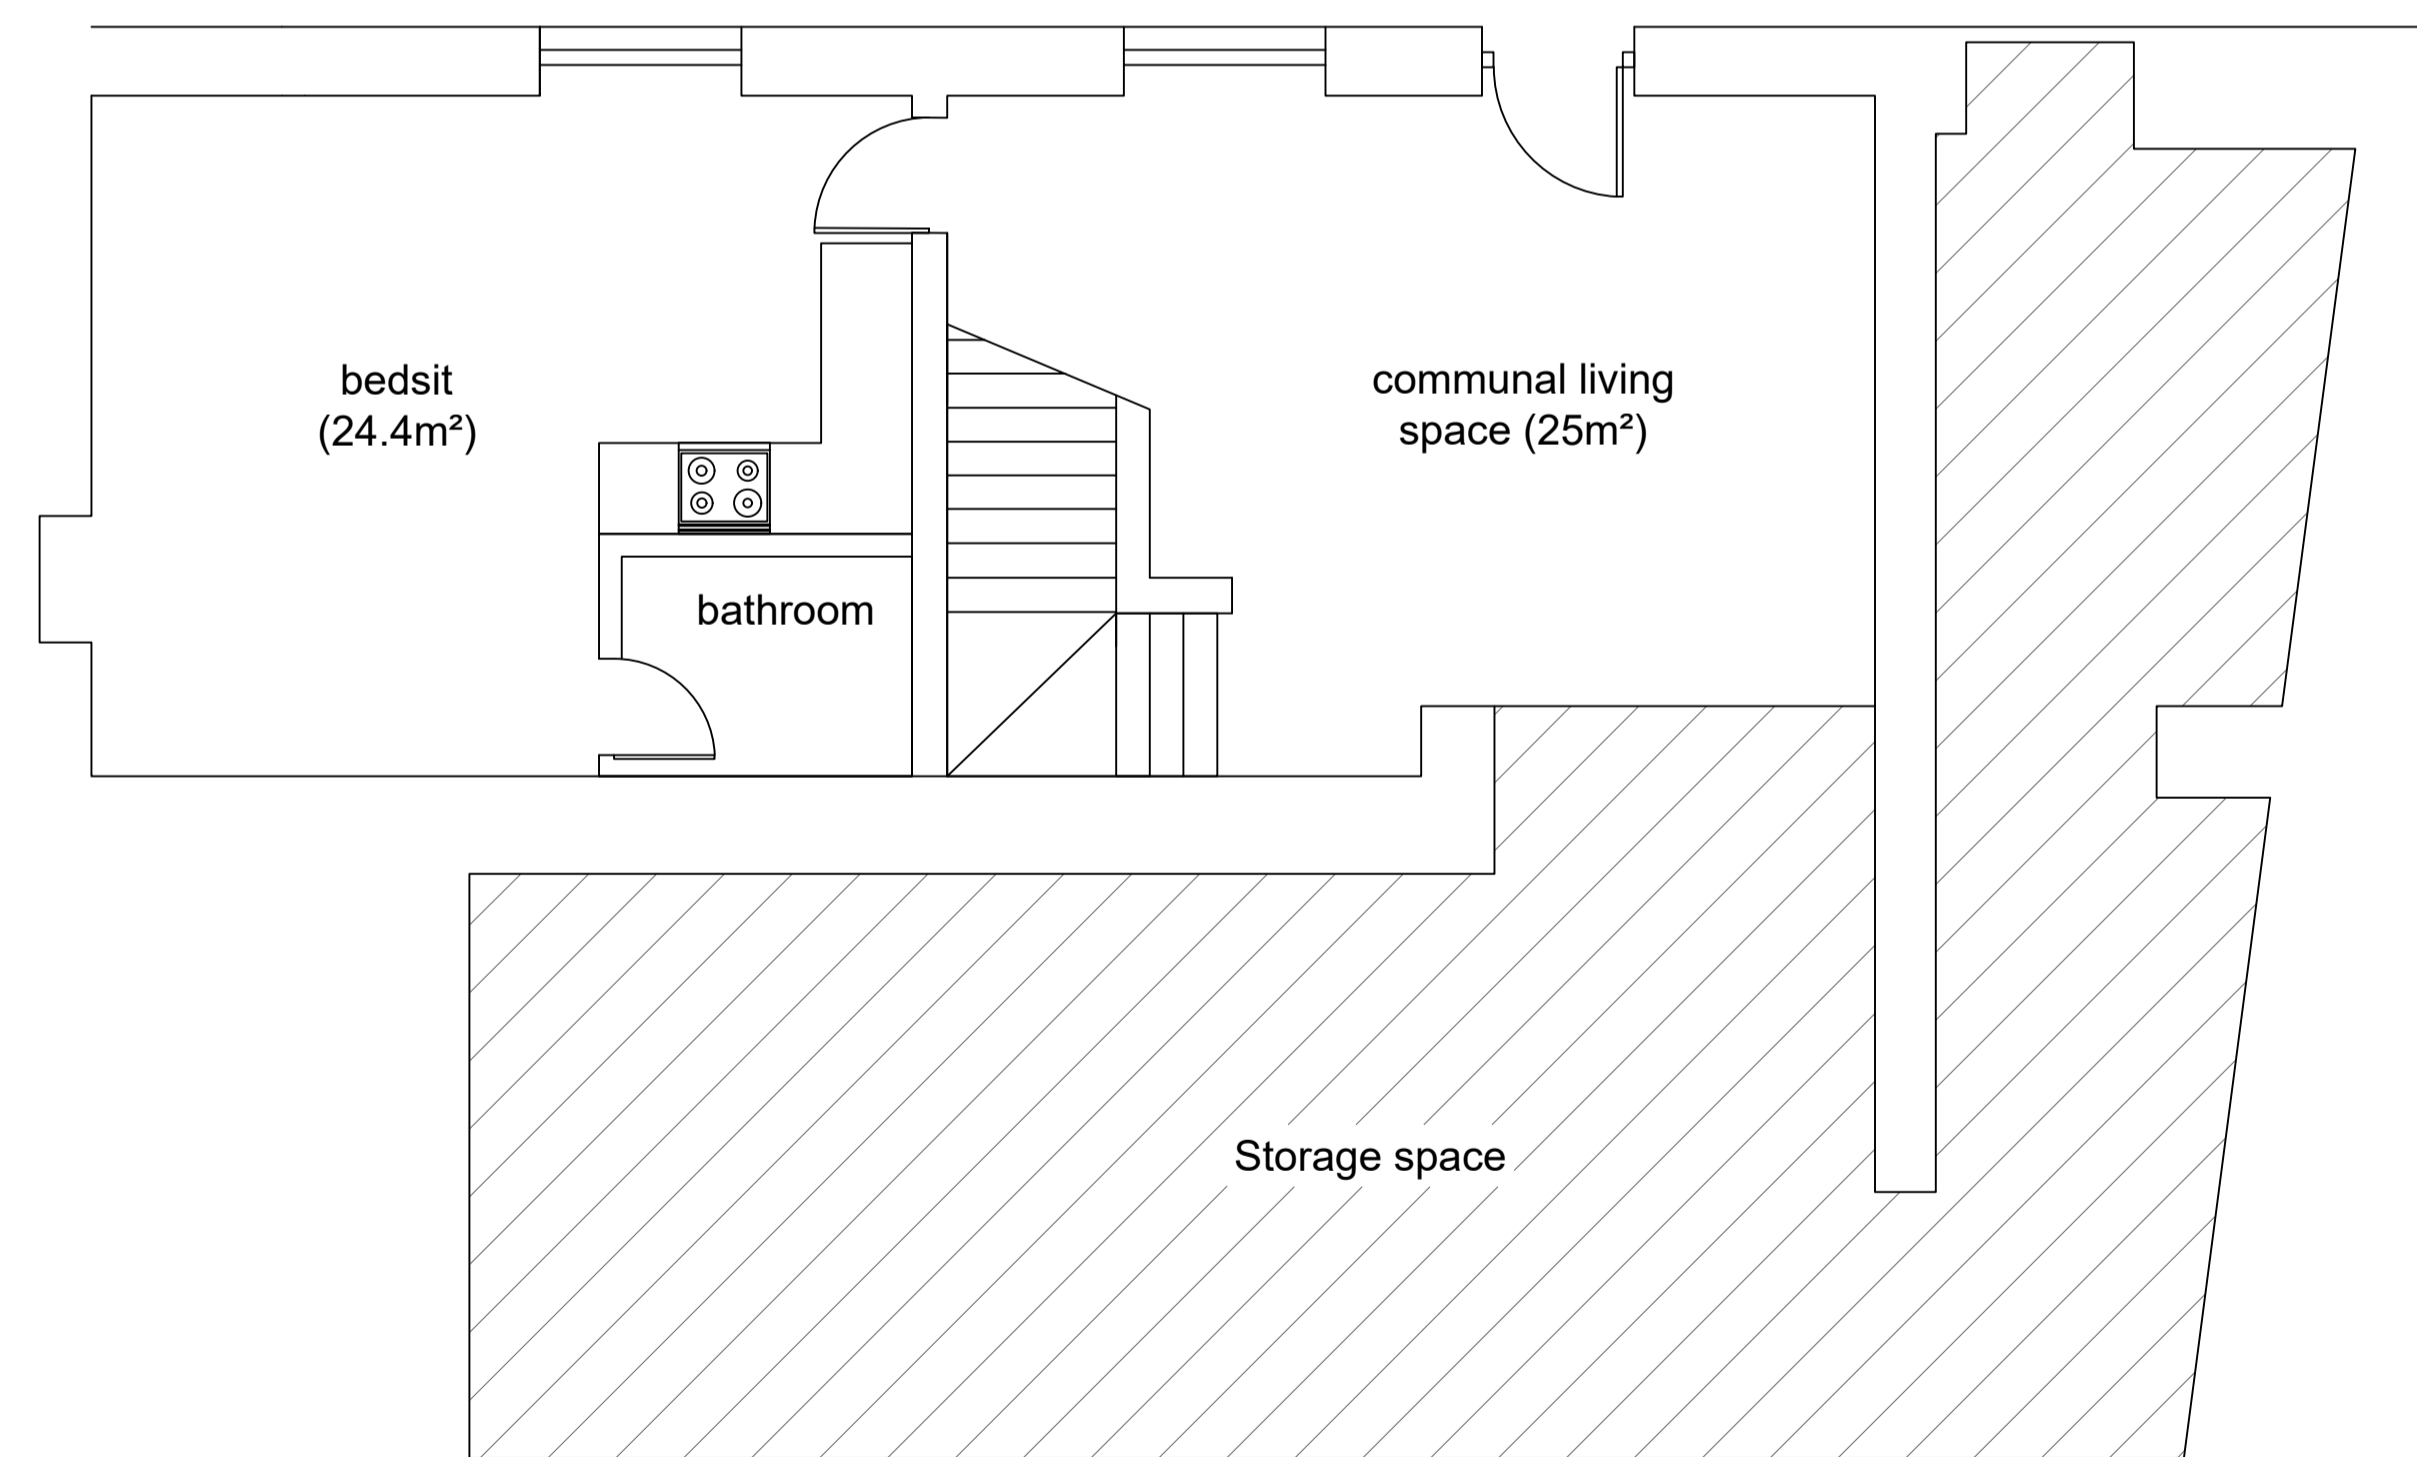 bedsit
(24.4m²)
communal living
space (25m²)
bathroom
Storage space